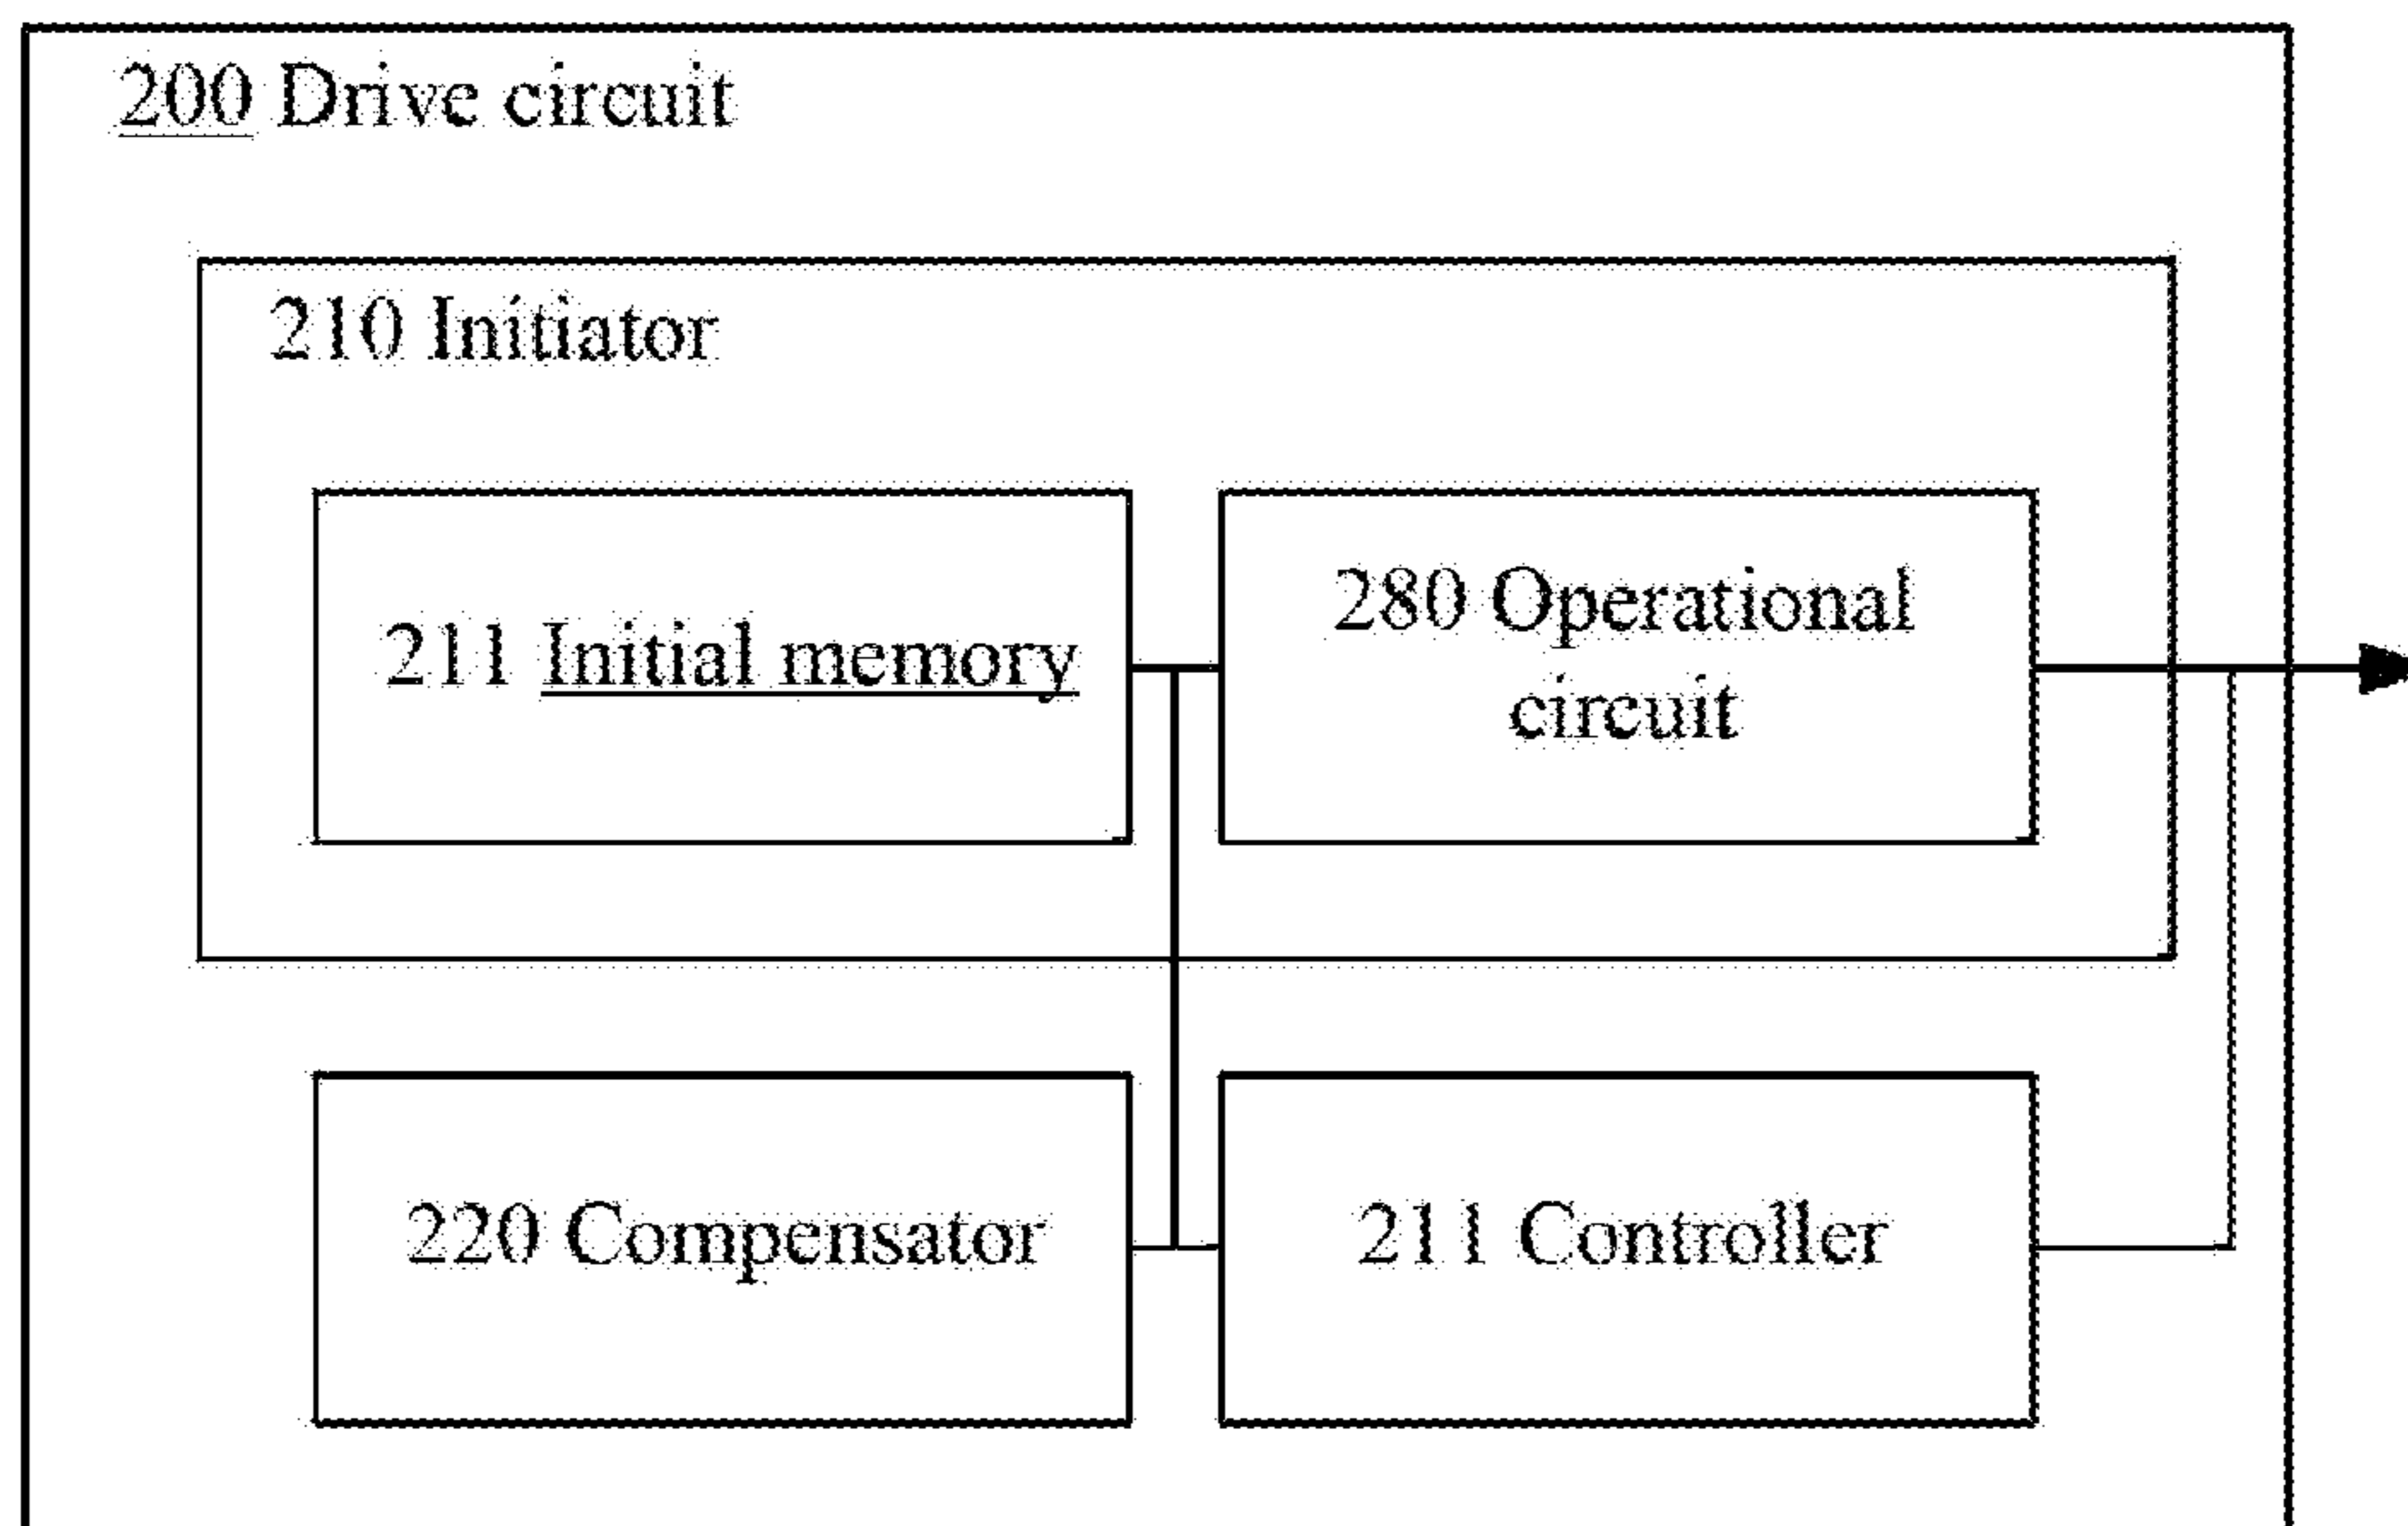 200 Drive circuit
210 Initiator
211 Initial memory
280 Operational
circuit
220 Compensator
211 Controller